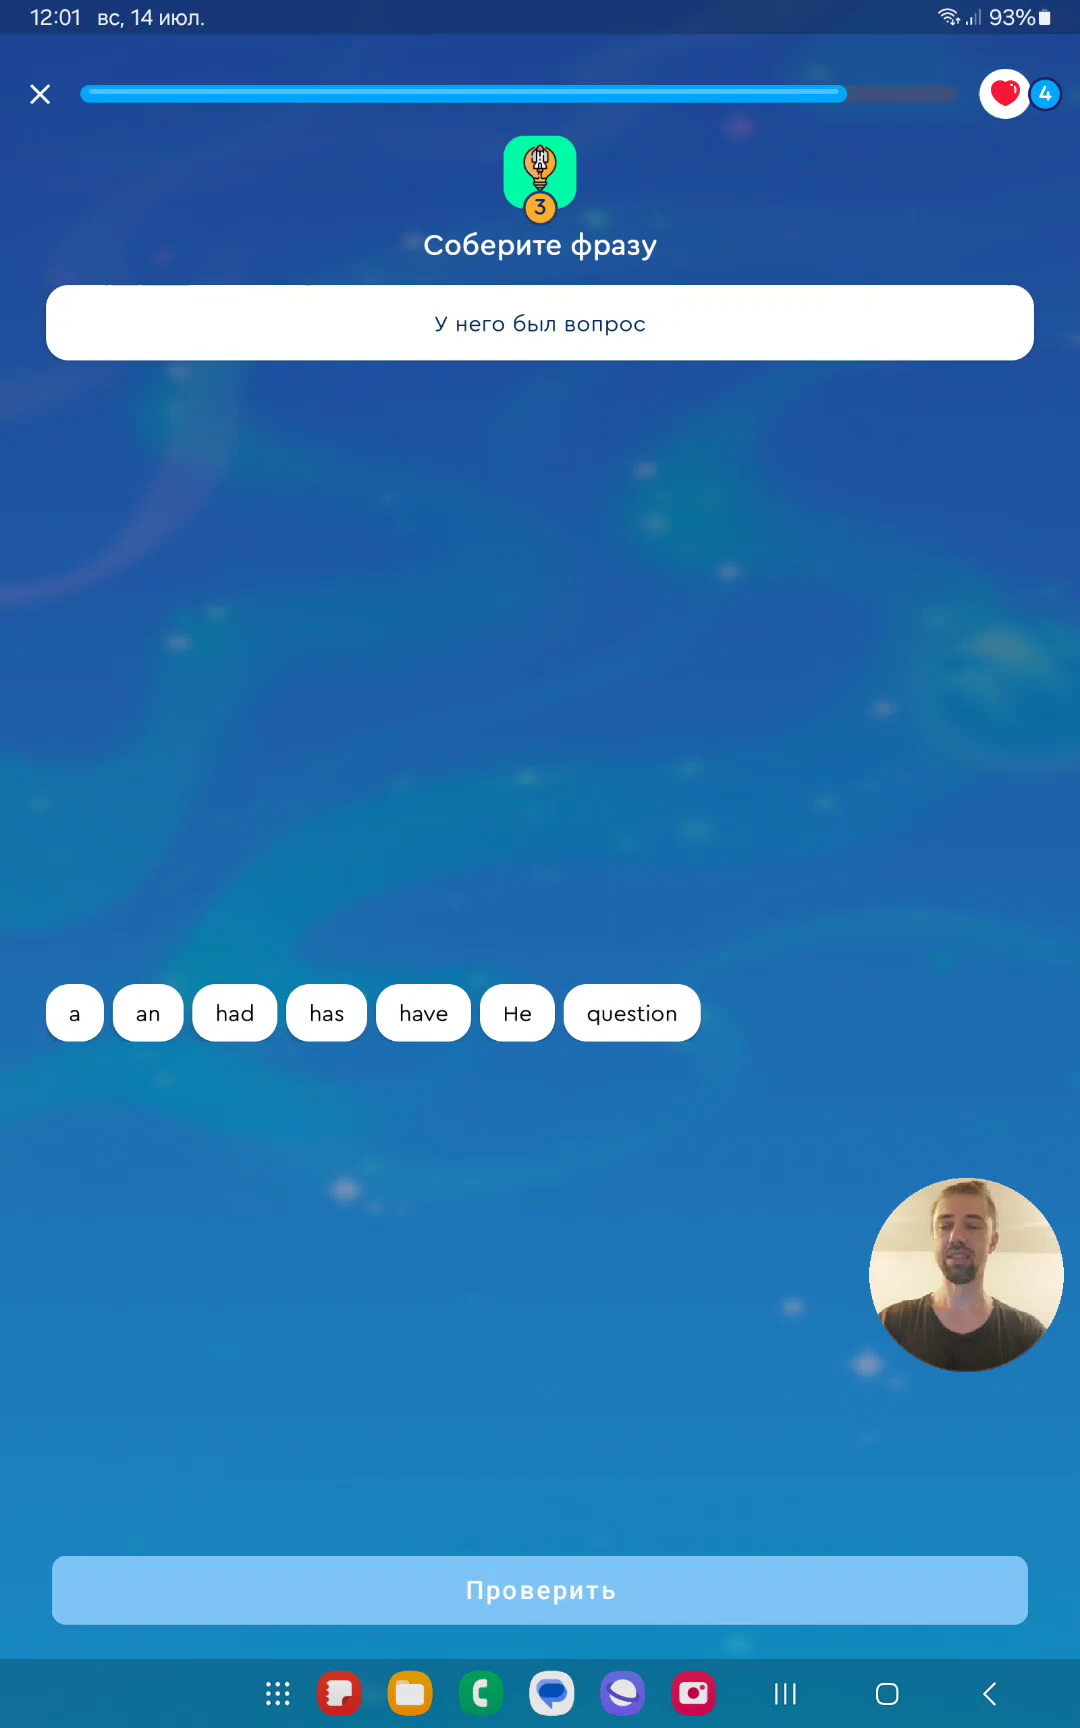 12:01 вс, 14 июл. 93%
4
3
Соберите фразу
У него был вопрос
a an had has have He question
Проверить